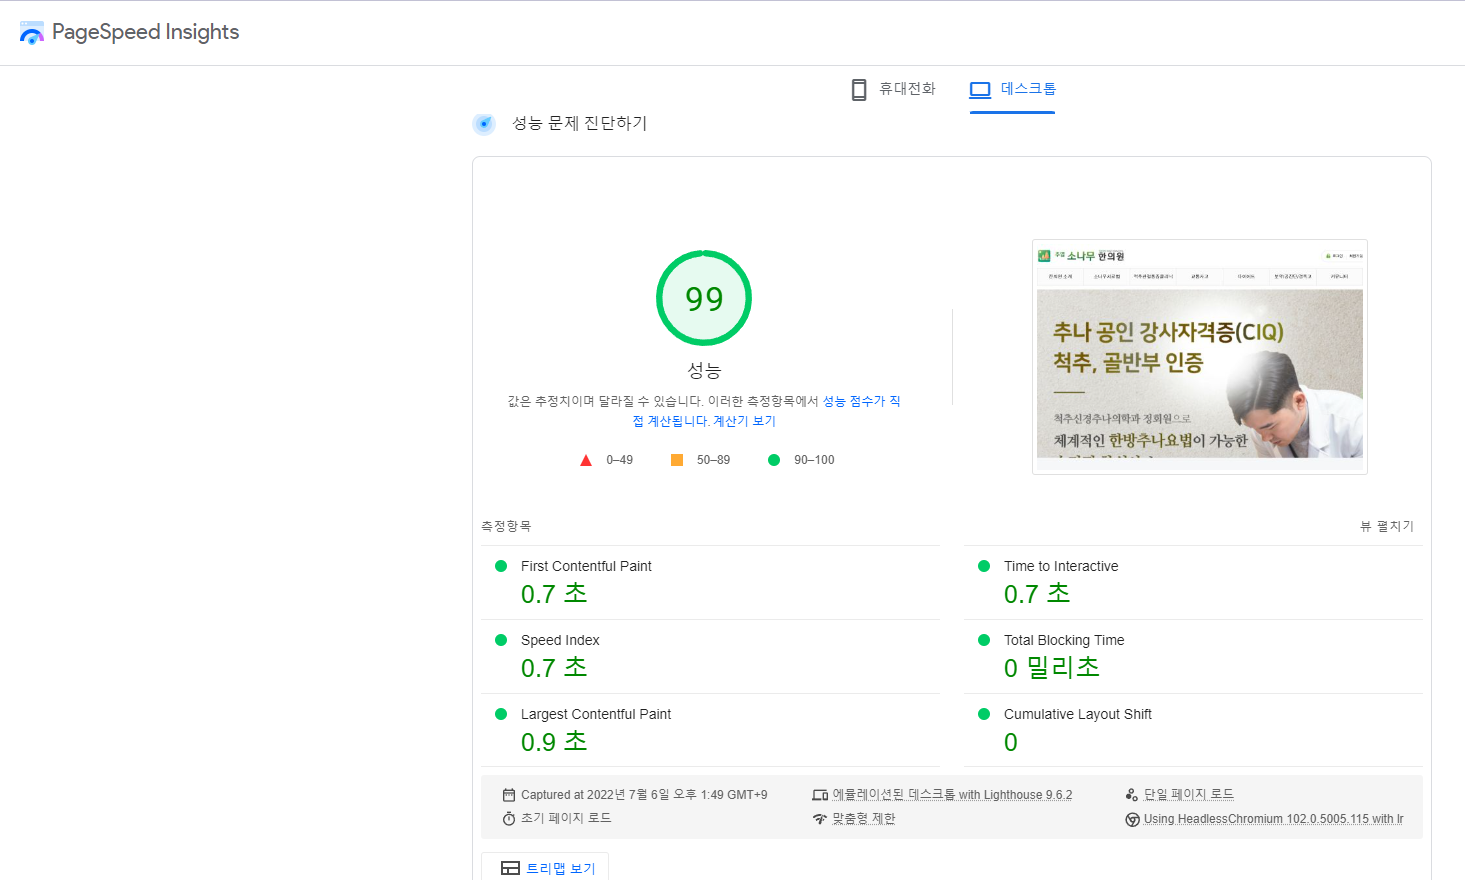 PageSpeed Insights
휴대전화
데스크톱
성능 문제 진단하기
99
성능
값은 추정치이며 달라질 수 있습니다. 이러한 측정항목에서 성능 점수가 직
접 계산됩니다. 계산기 보기
0–49
50–89
90–100
소나무 한의원
추나 공인 강사자격증(CIQ)
척추, 골반부 인증
척추신경추나의학과 정회원으로
체계적인 한방추나요법이 가능한
측정항목
뷰 펼치기
First Contentful Paint
0.7 초
Time to Interactive
0.7 초
Speed Index
0.7 초
Total Blocking Time
0 밀리초
Largest Contentful Paint
0.9 초
Cumulative Layout Shift
0
Captured at 2022년 7월 6일 오후 1:49 GMT+9
에뮬레이션된 데스크톱 with Lighthouse 9.6.2
단일 페이지 로드
초기 페이지 로드
맞춤형 제한
Using HeadlessChromium 102.0.5005.115 with lr
트리맵 보기